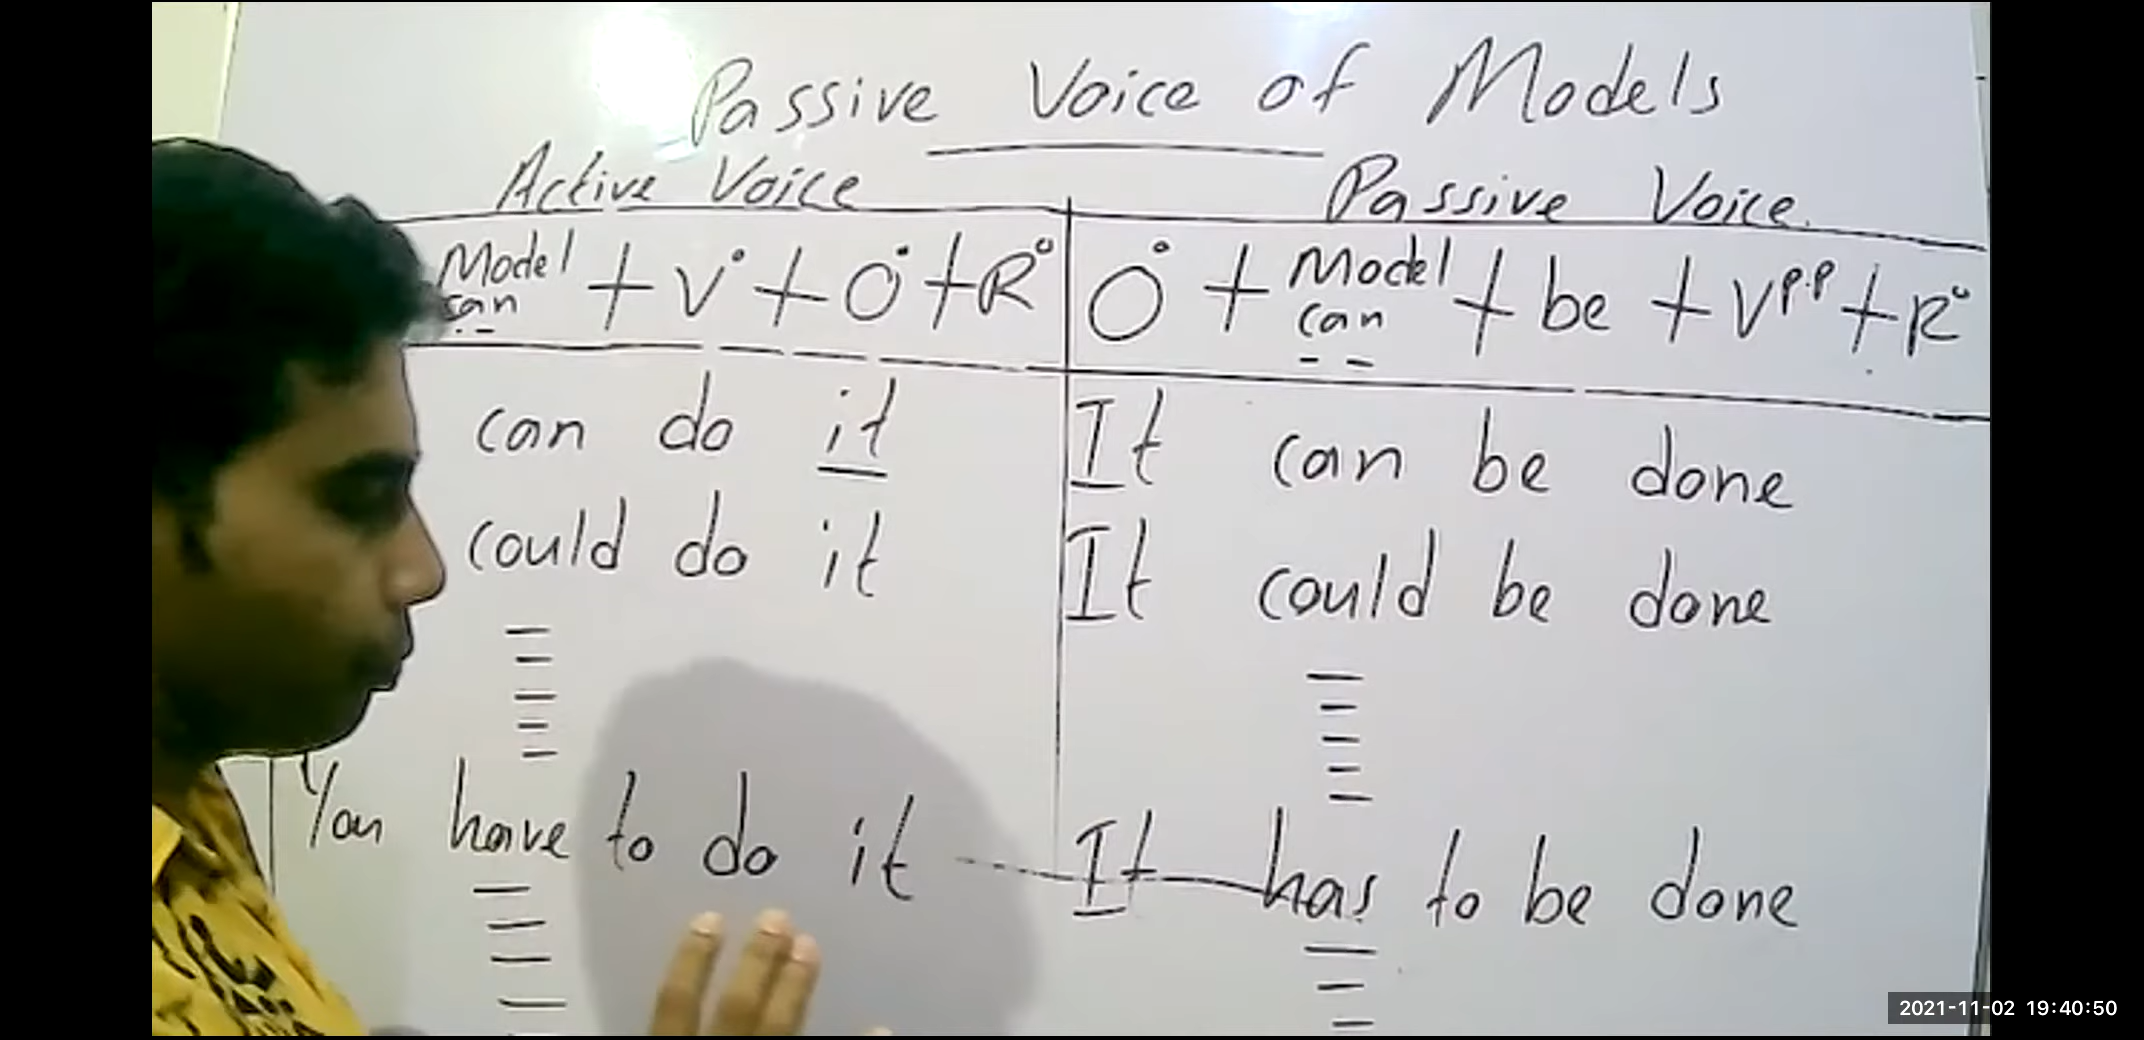 Passive Voice of Models
Active Voice
Passive Voice.
Model + V° + O° + R°
can
O° + Model + be + Vp.p + R°
can
can do it
It can be done
could do it
It could be done
You have to do it
It has to be done
2021-11-02 19:40:50